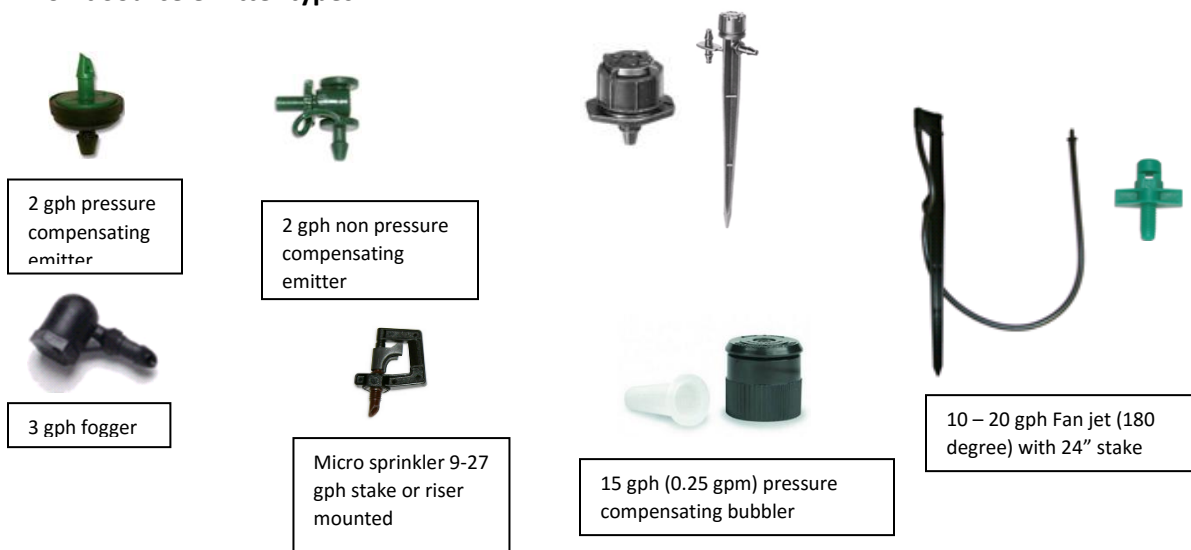 2 gph pressure
compensating
emitter
2 gph non pressure
compensating
emitter
3 gph fogger
Micro sprinkler 9-27
gph stake or riser
mounted
15 gph (0.25 gpm) pressure
compensating bubbler
10 – 20 gph Fan jet (180
degree) with 24” stake